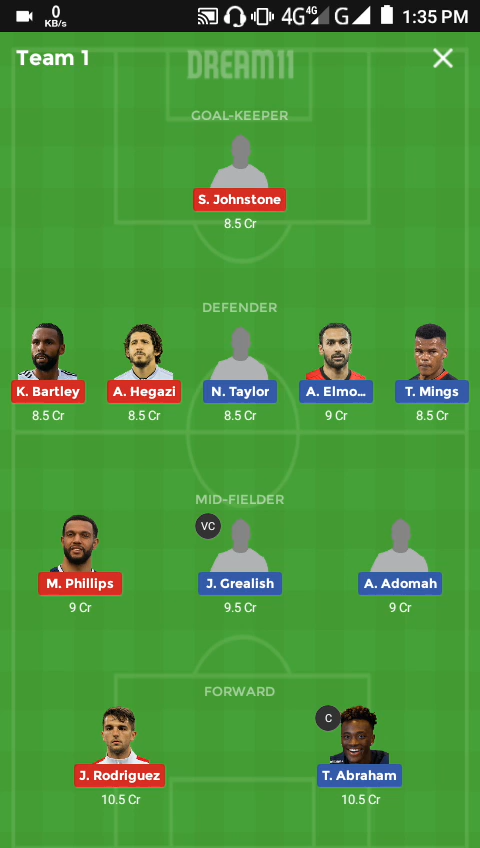 0
KB/s
4G 4G G 1:35 PM
Team 1
DREAM11
GOAL-KEEPER
S. Johnstone
8.5 Cr
DEFENDER
K. Bartley A. Hegazi N. Taylor A. Elmo... T. Mings
8.5 Cr 8.5 Cr 8.5 Cr 9 Cr 8.5 Cr
MID-FIELDER
VC
M. Phillips J. Grealish A. Adomah
9 Cr 9.5 Cr 9 Cr
FORWARD
C
J. Rodriguez T. Abraham
10.5 Cr 10.5 Cr